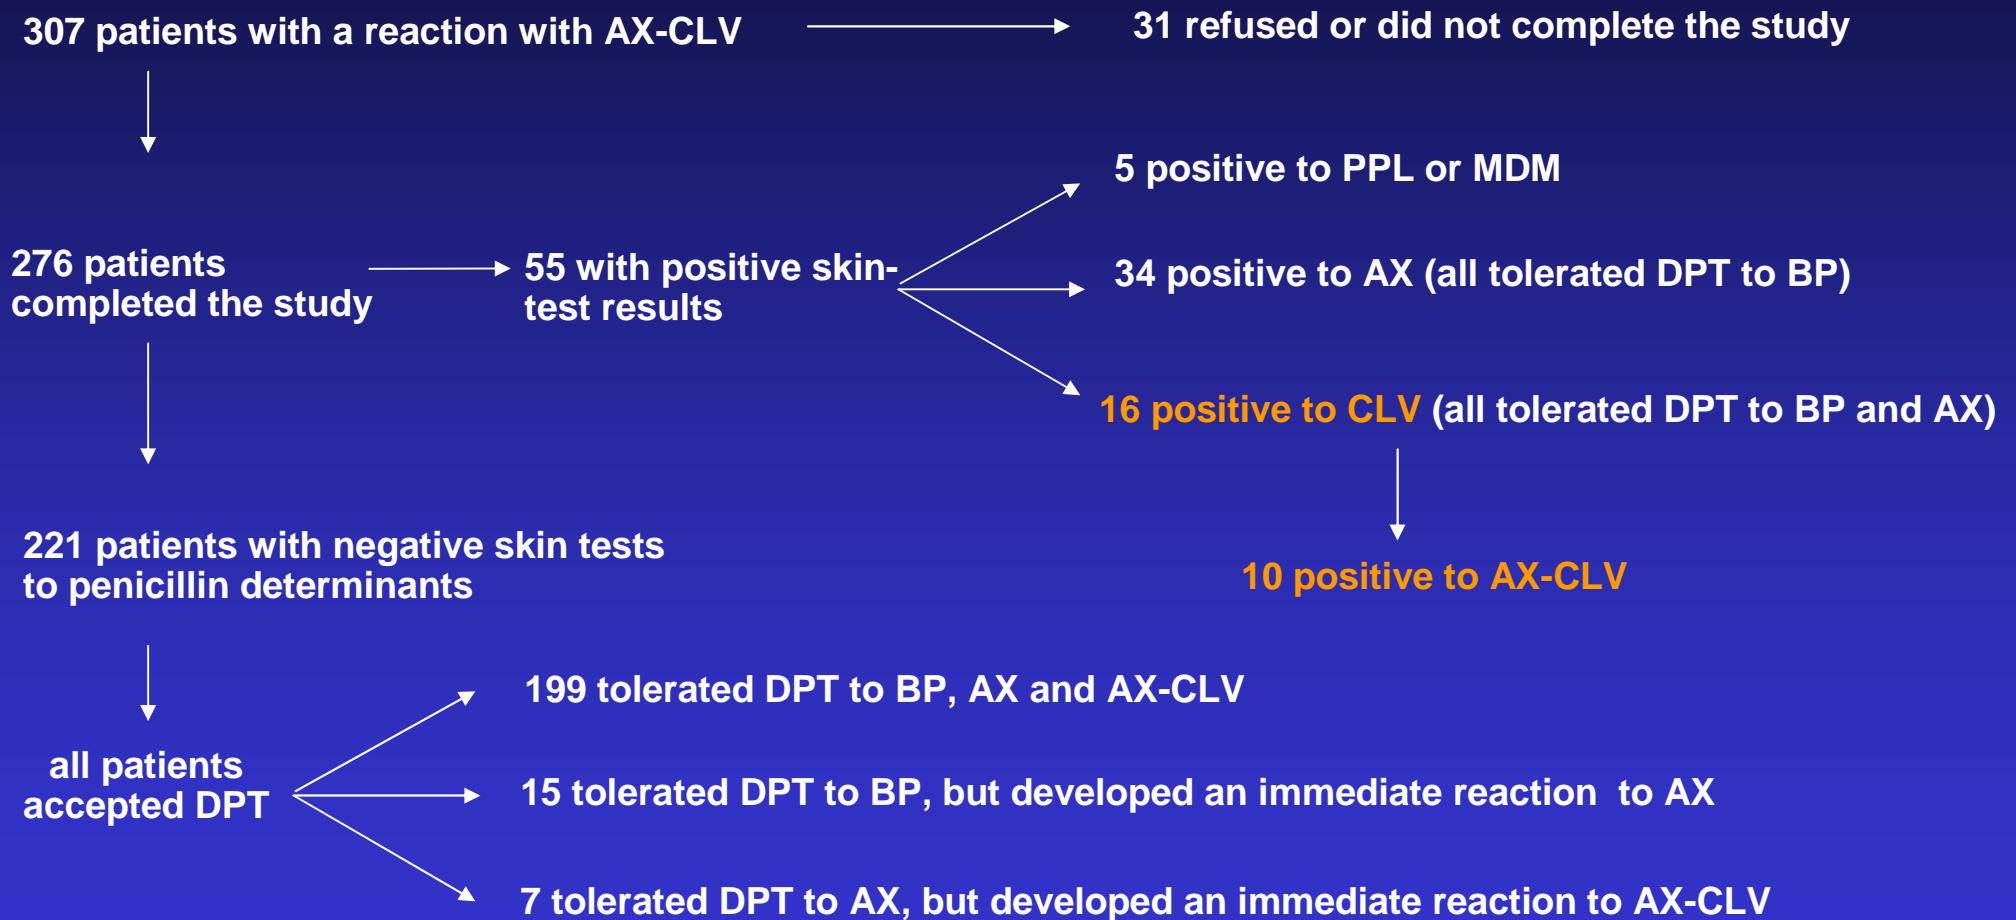 307 patients with a reaction with AX-CLV
31 refused or did not complete the study
5 positive to PPL or MDM
276 patients
completed the study
55 with positive skin-
test results
34 positive to AX (all tolerated DPT to BP)
16 positive to CLV (all tolerated DPT to BP and AX)
10 positive to AX-CLV
221 patients with negative skin tests
to penicillin determinants
all patients
accepted DPT
199 tolerated DPT to BP, AX and AX-CLV
15 tolerated DPT to BP, but developed an immediate reaction  to AX
7 tolerated DPT to AX, but developed an immediate reaction to AX-CLV